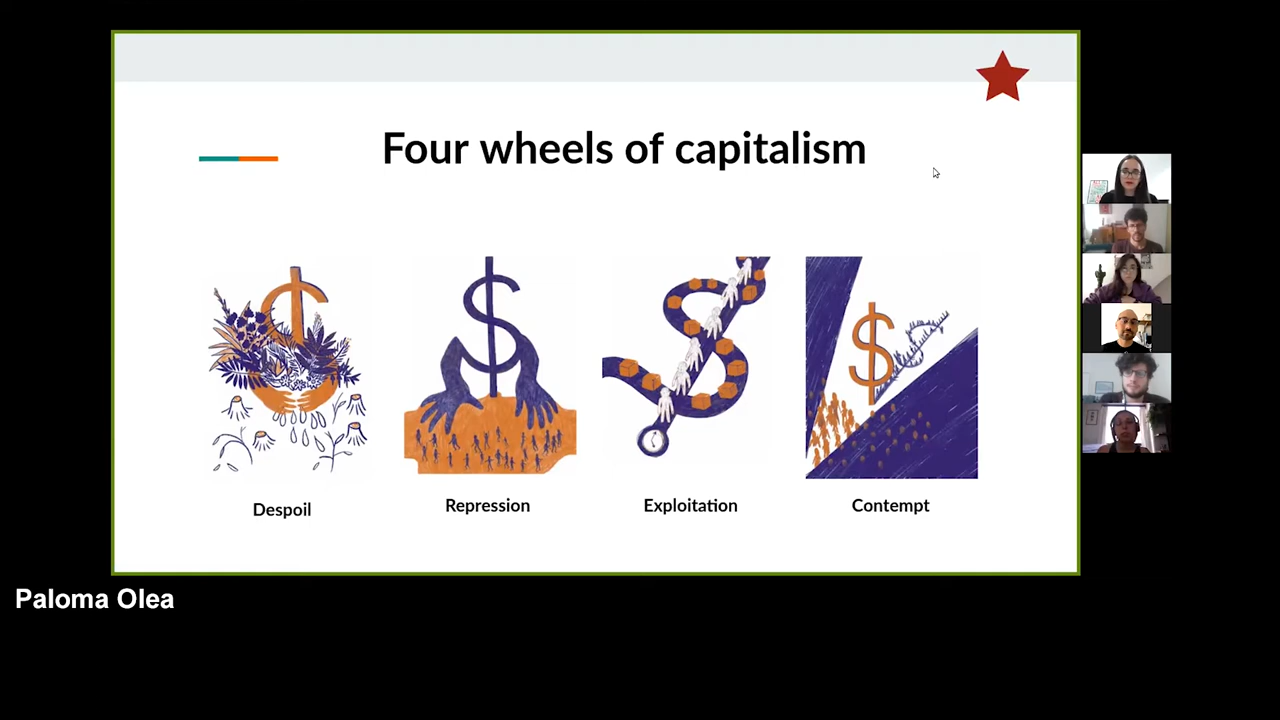 Four wheels of capitalism
Despoil
Repression
Exploitation
Contempt
Paloma Olea